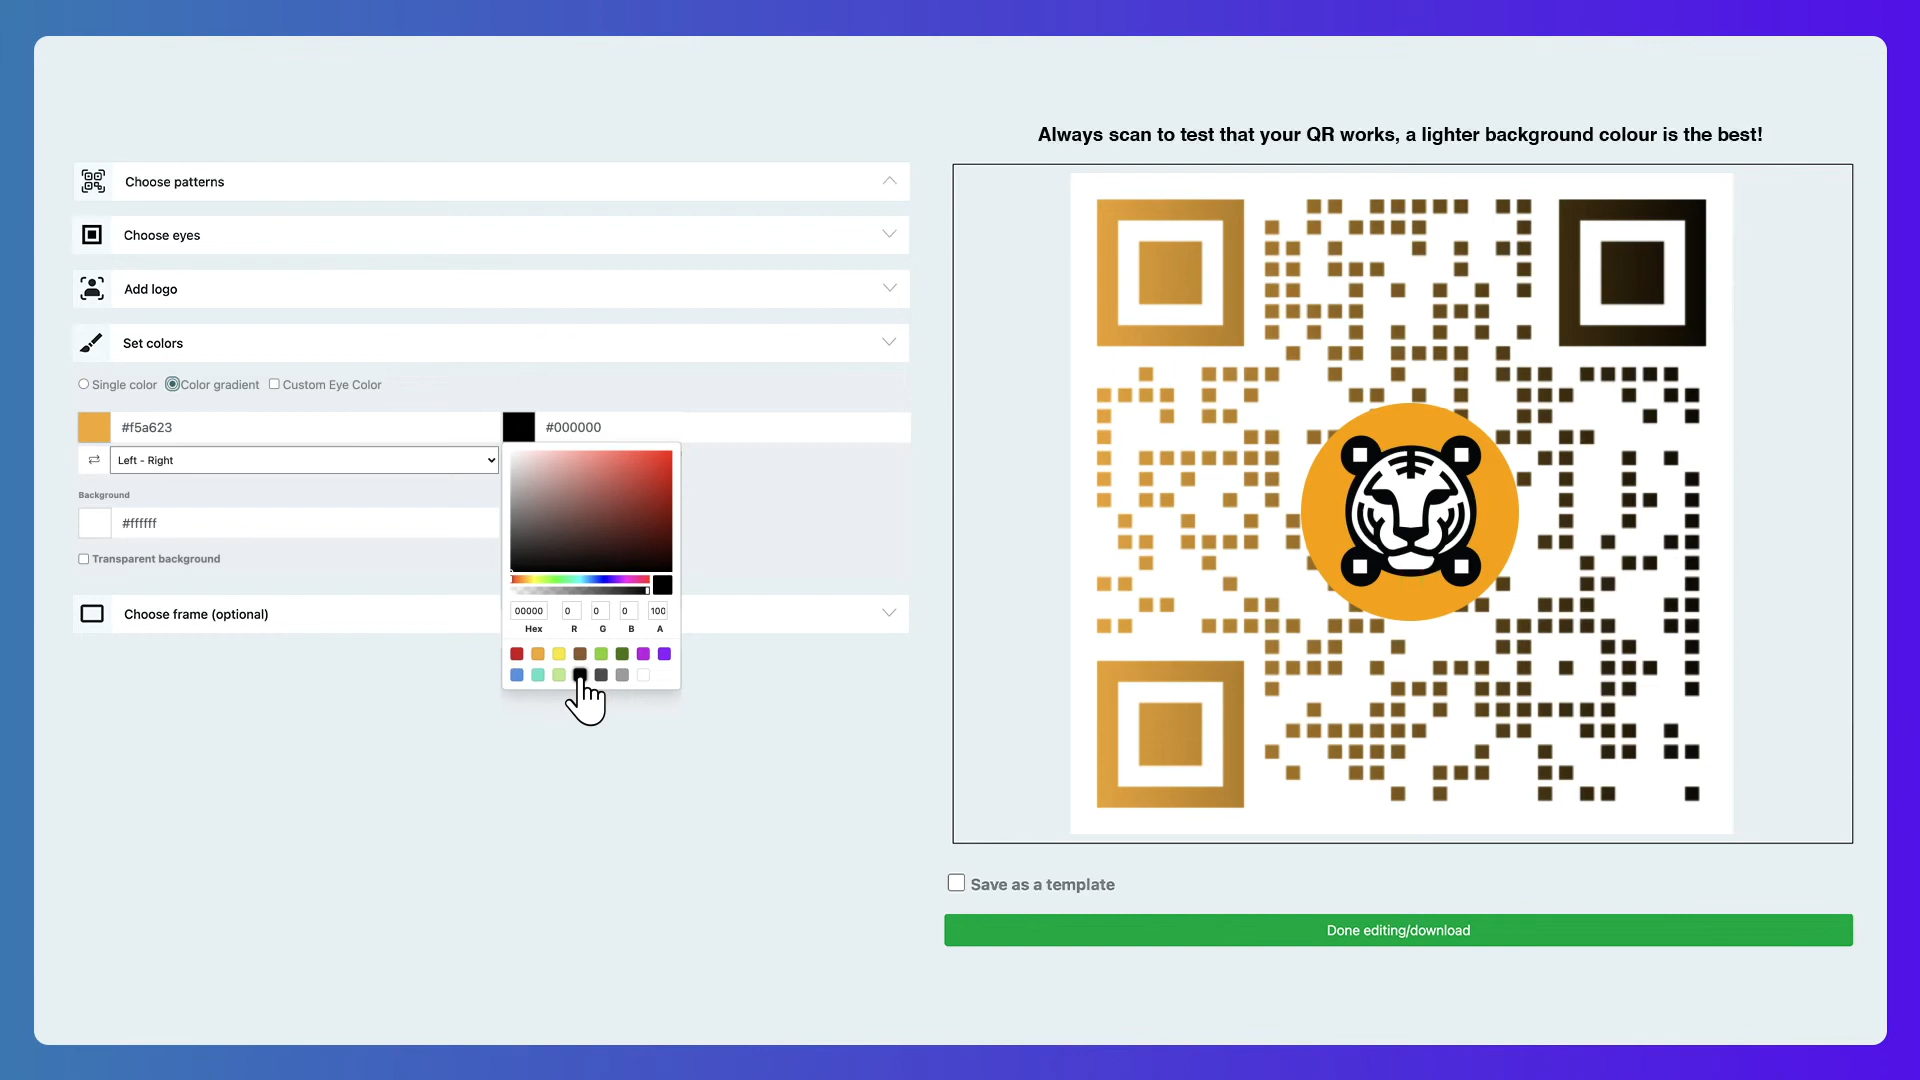 Always scan to test that your QR works, a lighter background colour is the best!
Choose patterns
Choose eyes
Add logo
Set colors
Single color Color gradient Custom Eye Color
#f5a623 #000000
Left - Right
Background
#ffffff
Transparent background
00000 0 0 0 100
Hex R G B A
Choose frame (optional)
Save as a template
Done editing/download